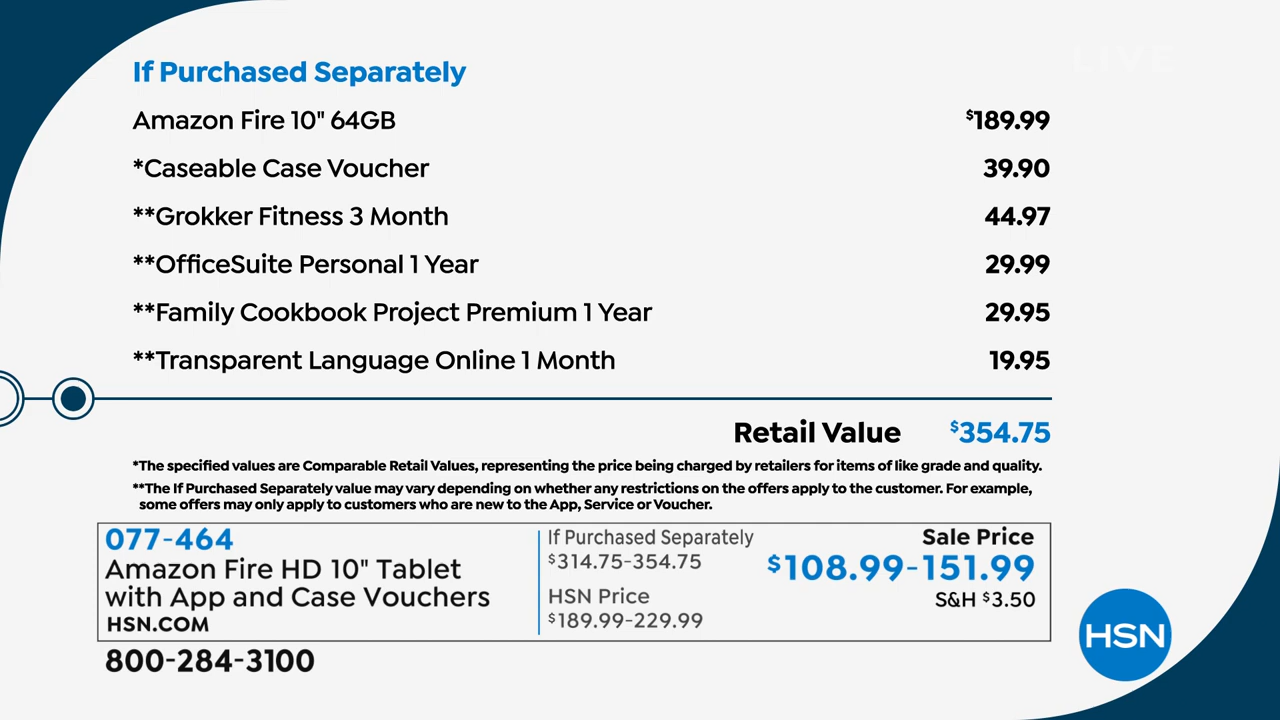 LIVE
If Purchased Separately
Amazon Fire 10" 64GB $189.99
*Caseable Case Voucher 39.90
**Grokker Fitness 3 Month 44.97
**OfficeSuite Personal 1 Year 29.99
**Family Cookbook Project Premium 1 Year 29.95
**Transparent Language Online 1 Month 19.95
Retail Value $354.75
*The specified values are Comparable Retail Values, representing the price being charged by retailers for items of like grade and quality.
**The If Purchased Separately value may vary depending on whether any restrictions on the offers apply to the customer. For example,
some offers may only apply to customers who are new to the App, Service or Voucher.
077-464
Amazon Fire HD 10" Tablet
with App and Case Vouchers
HSN.COM
If Purchased Separately
$314.75-354.75
HSN Price
$189.99-229.99
Sale Price
$108.99-151.99
S&H $3.50
HSN
800-284-3100